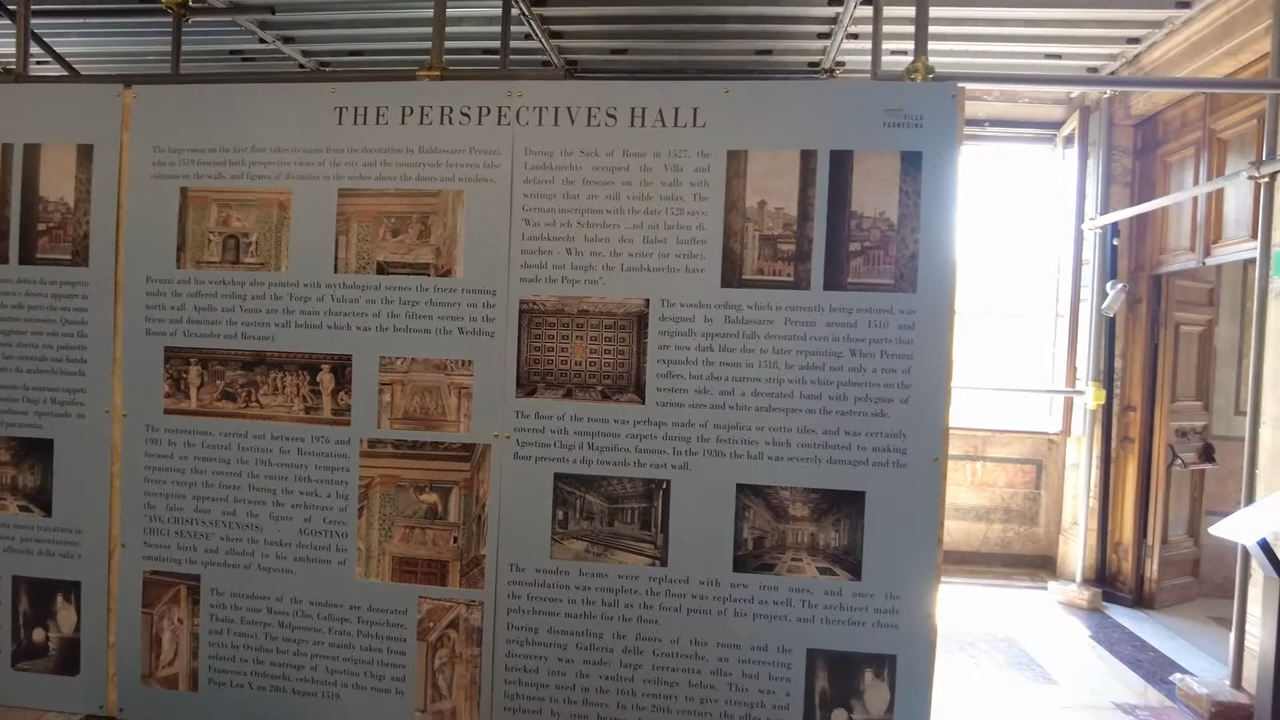 THE PERSPECTIVES HALL
VILLA
FARNESINA
The large room on the first floor takes its name from the decoration by Baldassarre Peruzzi,
who in 1519 frescoed both perspective views of the city and the countryside between false
columns on the walls, and figures of divinities in the niches above the doors and windows.
Peruzzi and his workshop also painted with mythological scenes the frieze running
under the coffered ceiling and the 'Forge of Vulcan' on the large chimney on the
north wall. Apollo and Venus are the main characters of the fifteen scenes in the
frieze and dominate the eastern wall behind which was the bedroom (the Wedding
Room of Alexander and Roxane).
The restorations, carried out between 1976 and
1981 by the Central Institute for Restoration,
focused on removing the 19th-century tempera
repainting that covered the entire 16th-century
fresco except the frieze. During the work, a big
inscription appeared between the architrave of
the false door and the figure of Ceres:
"AVG.CHISIVS.SENEN(SIS) - AGOSTINO
CHIGI SENESE" where the banker declared his
Senese birth and alluded to his ambition of
emulating the splendour of Augustus.
The intradoses of the windows are decorated
with the nine Muses (Clio, Calliope, Terpsichore,
Thalia, Euterpe, Melpomene, Erato, Polyhymnia
and Urania). The images are mainly taken from
texts by Ovidius but also present original themes
related to the marriage of Agostino Chigi and
Francesca Ordeaschi, celebrated in this room by
Pope Leo X on 28th August 1519.
During the Sack of Rome in 1527, the
Landsknechts occupied the Villa and
defaced the frescoes on the walls with
writings that are still visible today. The
German inscription with the date 1528 says:
'Was sol ich Schreibers ...nd nit lachen di
Landsknecht haben den Babst lauffen
machen - Why me, the writer (or scribe),
should not laugh: the Landsknechts have
made the Pope run".
The wooden ceiling, which is currently being restored, was
designed by Baldassarre Peruzzi around 1510 and
originally appeared fully decorated even in those parts that
are now dark blue due to later repainting. When Peruzzi
expanded the room in 1518, he added not only a row of
coffers, but also a narrow strip with white palmettes on the
western side, and a decorated band with polygons of
various sizes and white arabesques on the eastern side.
The floor of the room was perhaps made of majolica or cotto tiles, and was certainly
covered with sumptuous carpets during the festivities which contributed to making
Agostino Chigi il Magnifico, famous. In the 1930s the hall was severely damaged and the
floor presents a dip towards the east wall.
The wooden beams were replaced with new iron ones, and once the
consolidation was complete, the floor was replaced as well. The architect made
the frescoes in the hall as the focal point of his project, and therefore chose
polychrome marble for the floor.
During dismantling the floors of this room and the
neighbouring Galleria delle Grottesche, an interesting
discovery was made: large terracotta ollas had been
bricked into the vaulted ceilings below. This was a
technique used in the 16th century to give strength and
lightness to the floors. In the 20th century the ollas
replaced by iron beams